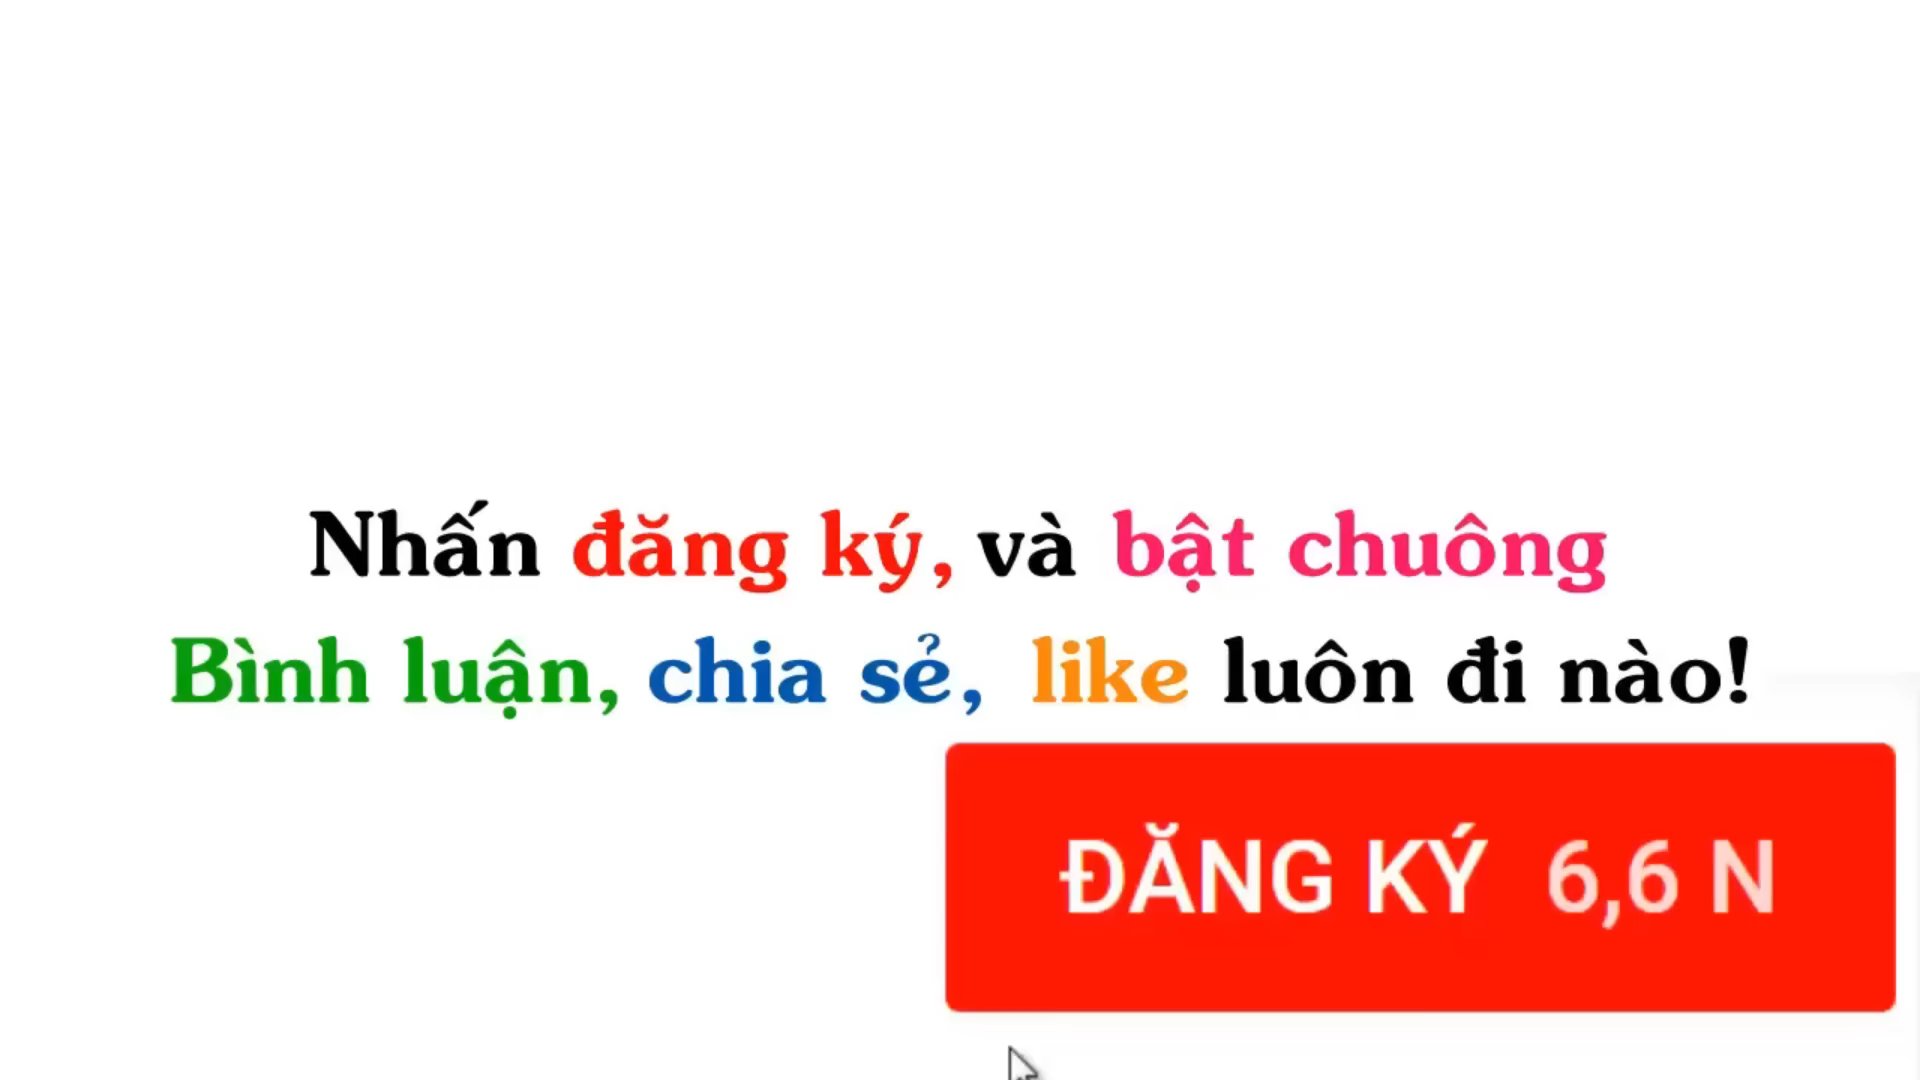 Nhấn đăng ký, và bật chuông
Bình luận, chia sẻ, like luôn đi nào!
ĐĂNG KÝ 6,6 N